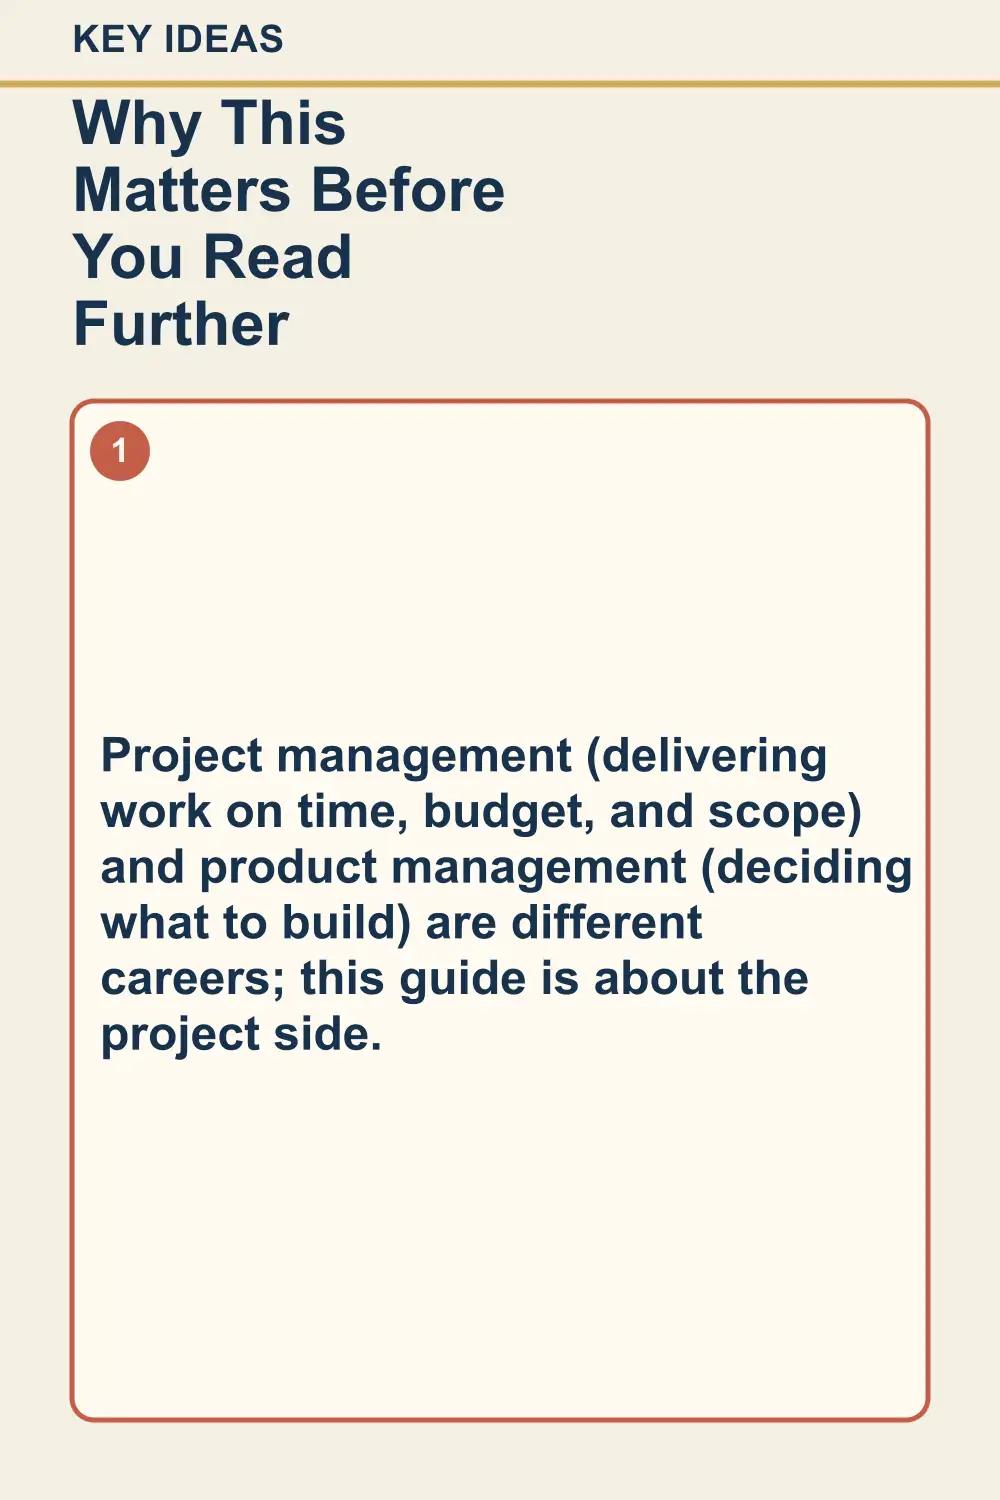 KEY IDEAS
Why This
Matters Before
You Read
Further
1
Project management (delivering
work on time, budget, and scope)
and product management (deciding
what to build) are different
careers; this guide is about the
project side.